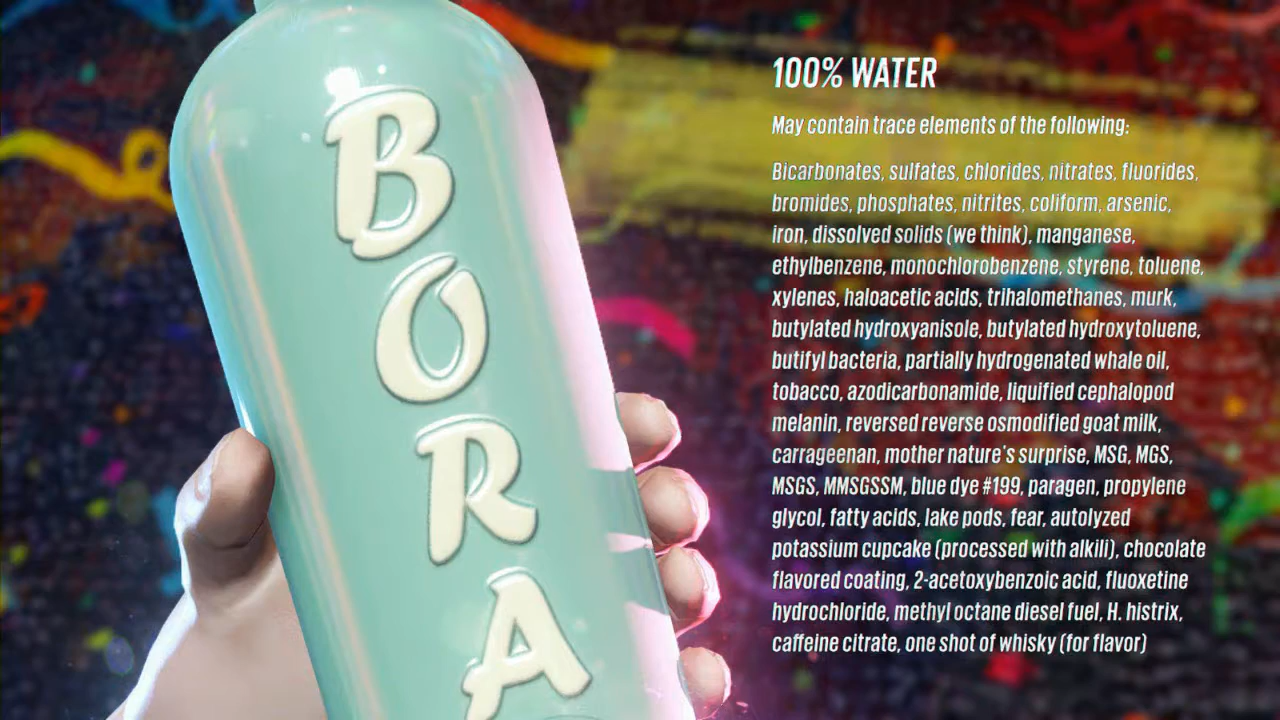 BORA
100% WATER
May contain trace elements of the following:
Bicarbonates, sulfates, chlorides, nitrates, fluorides,
bromides, phosphates, nitrites, coliform, arsenic,
iron, dissolved solids (we think), manganese,
ethylbenzene, monochlorobenzene, styrene, toluene,
xylenes, haloacetic acids, trihalomethanes, murk,
butylated hydroxyanisole, butylated hydroxytoluene,
butifyl bacteria, partially hydrogenated whale oil,
tobacco, azodicarbonamide, liquified cephalopod
melanin, reversed reverse osmodified goat milk,
carrageenan, mother nature's surprise, MSG, MGS,
MSGS, MMSGSSM, blue dye #199, paragen, propylene
glycol, fatty acids, lake pods, fear, autolyzed
potassium cupcake (processed with alkili), chocolate
flavored coating, 2-acetoxybenzoic acid, fluoxetine
hydrochloride, methyl octane diesel fuel, H. histrix,
caffeine citrate, one shot of whisky (for flavor)